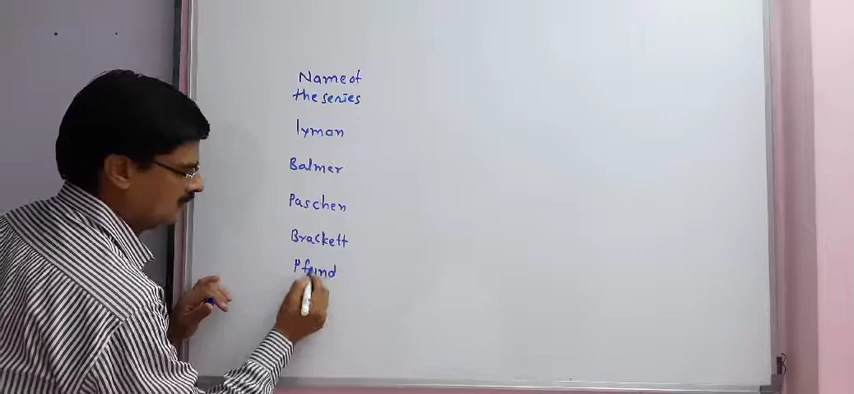 Name of
the series
lyman
Balmer
Paschen
Brackett
Pfund